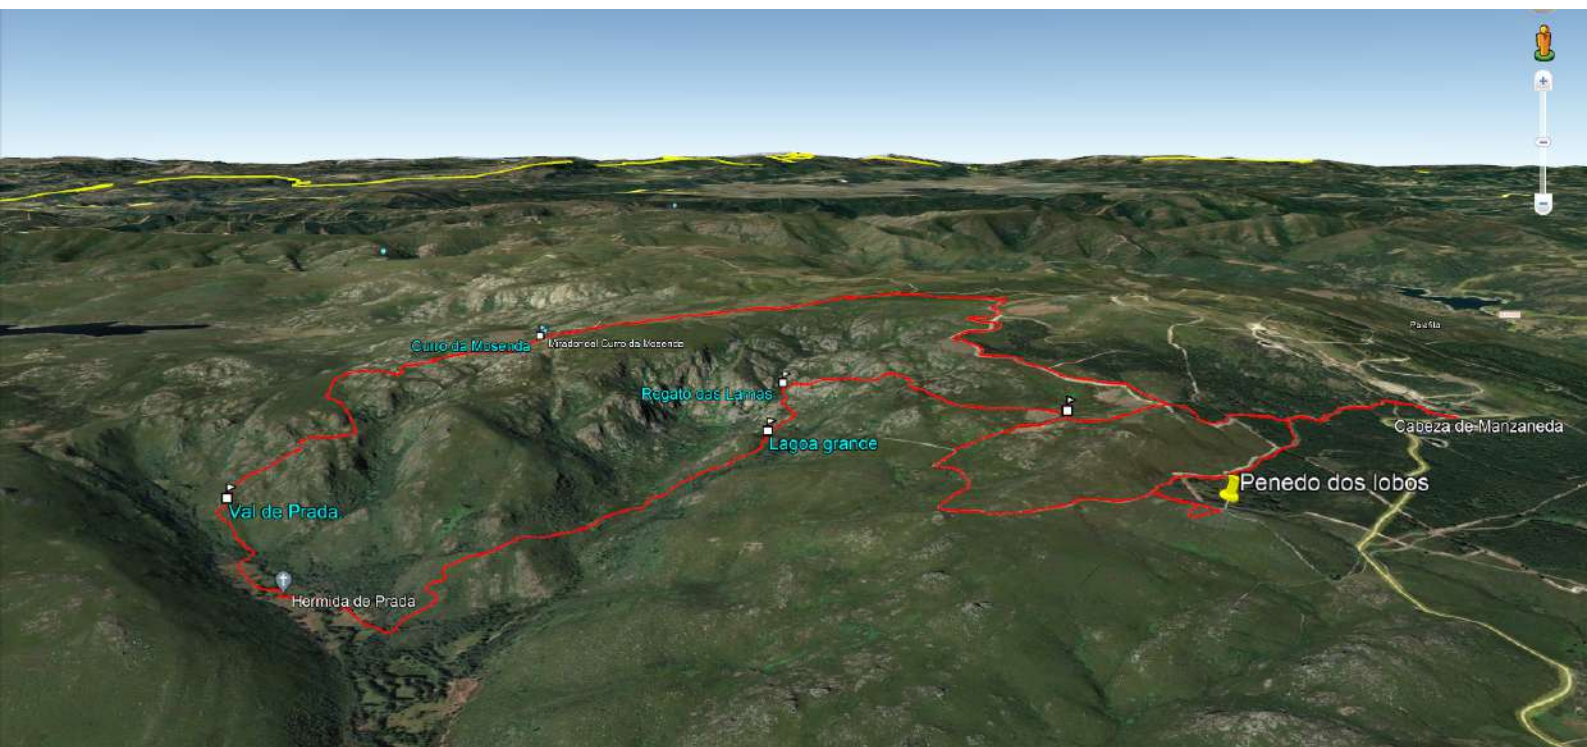 Curro da Mosenda
Mirador del Curro da Mosenda
Regato das Lamas
Lagoa grande
Cabeza de Manzaneda
Penedo dos lobos
Val de Prada
Hermida de Prada